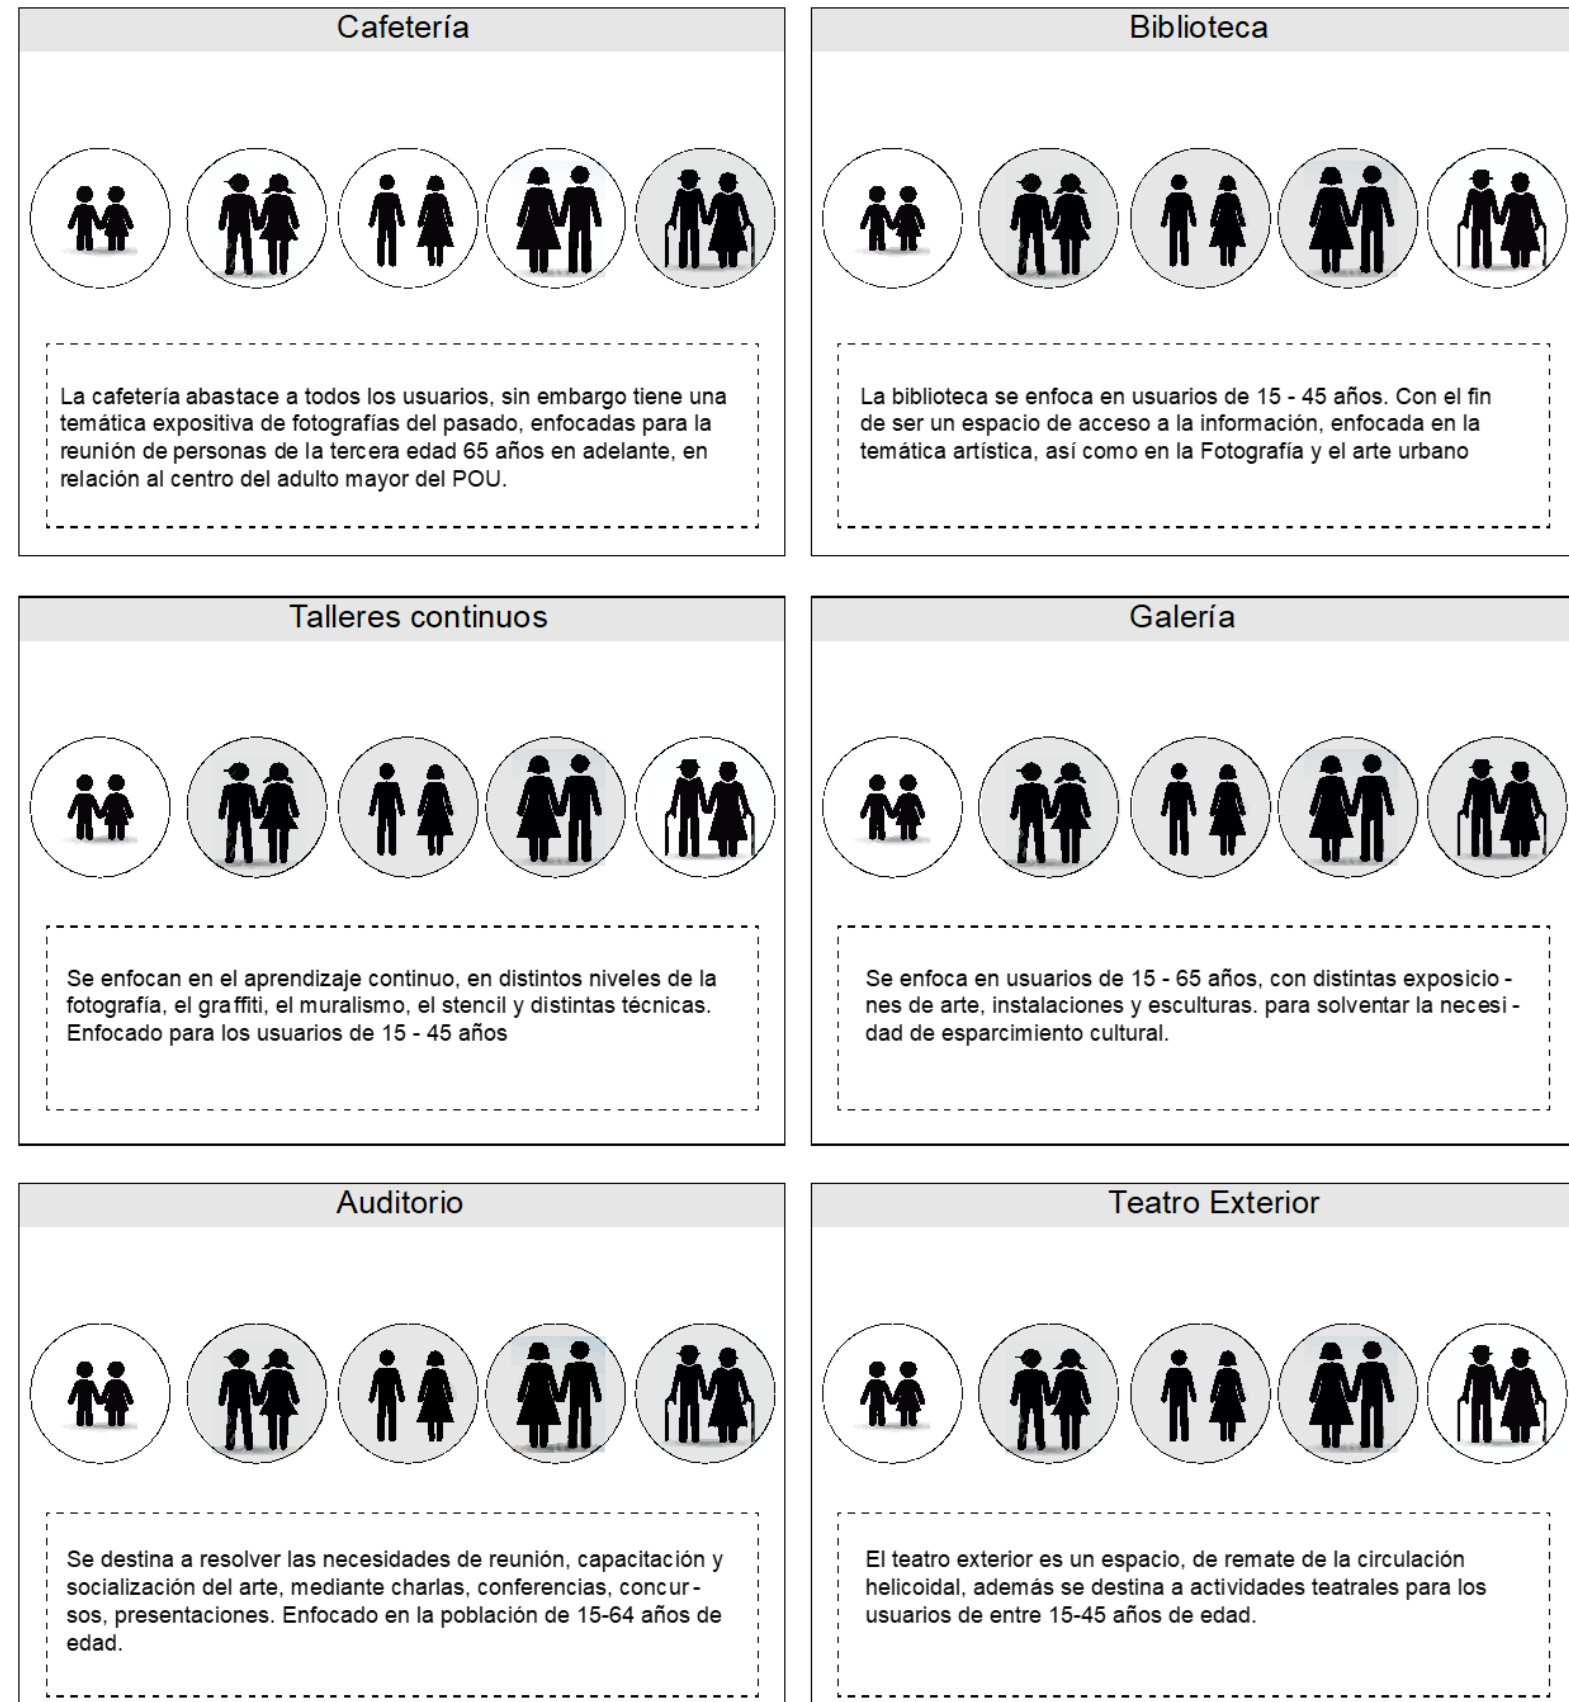 Cafetería
La cafetería abastace a todos los usuarios, sin embargo tiene una
temática expositiva de fotografías del pasado, enfocadas para la
reunión de personas de la tercera edad 65 años en adelante, en
relación al centro del adulto mayor del POU.
Biblioteca
La biblioteca se enfoca en usuarios de 15 - 45 años. Con el fin
de ser un espacio de acceso a la información, enfocada en la
temática artística, así como en la Fotografía y el arte urbano
Talleres continuos
Se enfocan en el aprendizaje continuo, en distintos niveles de la
fotografía, el graffiti, el muralismo, el stencil y distintas técnicas.
Enfocado para los usuarios de 15 - 45 años
Galería
Se enfoca en usuarios de 15 - 65 años, con distintas exposicio -
nes de arte, instalaciones y esculturas. para solventar la necesi -
dad de esparcimiento cultural.
Auditorio
Se destina a resolver las necesidades de reunión, capacitación y
socialización del arte, mediante charlas, conferencias, concur -
sos, presentaciones. Enfocado en la población de 15-64 años de
edad.
Teatro Exterior
El teatro exterior es un espacio, de remate de la circulación
helicoidal, además se destina a actividades teatrales para los
usuarios de entre 15-45 años de edad.